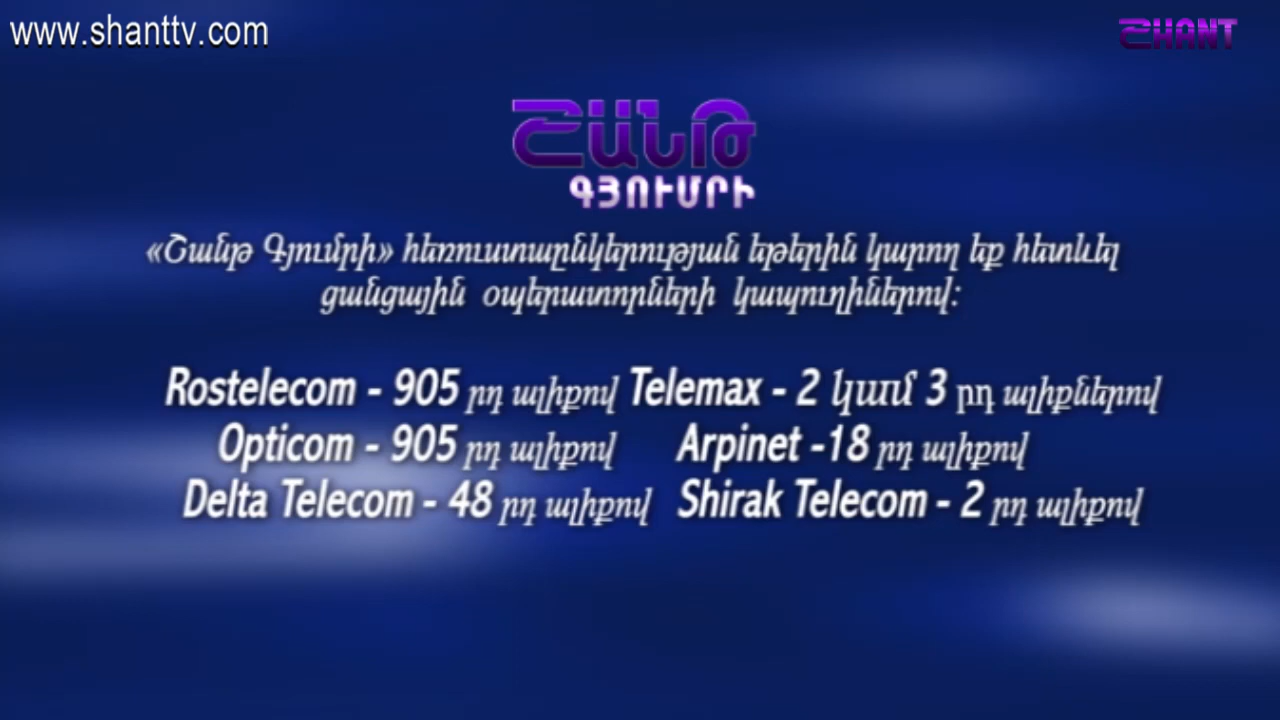 www.shanttv.com
SHANT
ՇԱՆԹ
ԳՅՈՒՄՐԻ
«Շանթ Գյումրի» հեռուստաընկերության եթերին կարող եք հետևել
ցանցային օպերատորների կապուղիներով:
Rostelecom - 905 րդ ալիքով Telemax - 2 կամ 3 րդ ալիքներով
Opticom - 905 րդ ալիքով Arpinet -18 րդ ալիքով
Delta Telecom - 48 րդ ալիքով Shirak Telecom - 2 րդ ալիքով